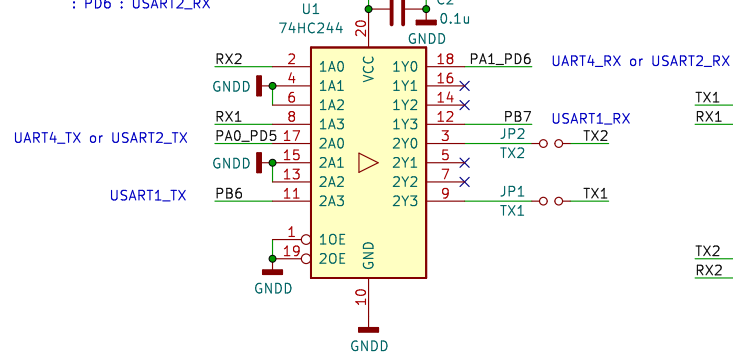 : PD6 : USART2_RX
U1
74HC244
C2
0.1u
GNDD
20
VCC
RX2 2 1A0 1Y0 18 PA1_PD6 UART4_RX or USART2_RX
GNDD 4 1A1 1Y1 16
6 1A2 1Y2 14 TX1
RX1 8 1A3 1Y3 12 PB7 USART1_RX RX1
UART4_TX or USART2_TX PA0_PD5 17 2A0 2Y0 3 JP2 TX2
TX2
GNDD 15 2A1 2Y1 5
13 2A2 2Y2 7
USART1_TX PB6 11 2A3 2Y3 9 JP1 TX1
TX1
1 1OE
19 2OE GND TX2
GNDD RX2
10
GNDD